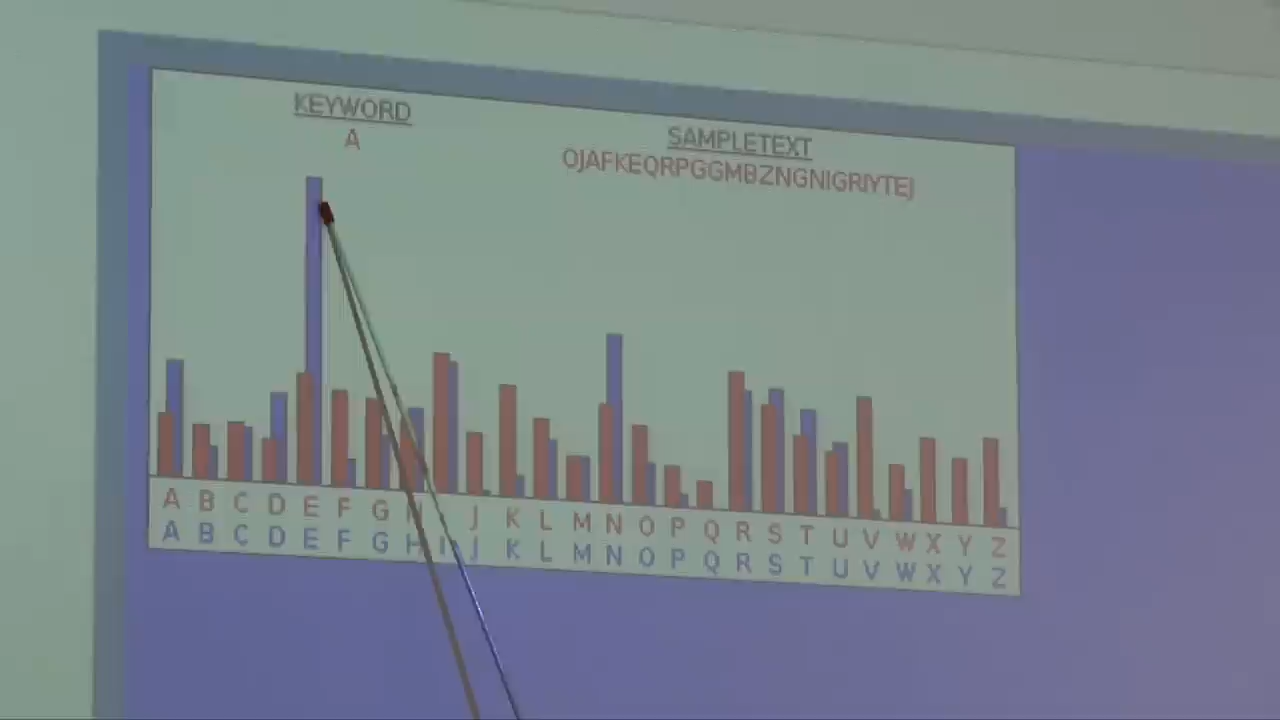 KEYWORD
A
SAMPLETEXT
OJAFKEQRPGGMBZNGNIGRIYTEJ
A B C D E F G H J K L M N O P Q R S T U V W X Y Z
A B C D E F G H I J K L M N O P Q R S T U V W X Y Z